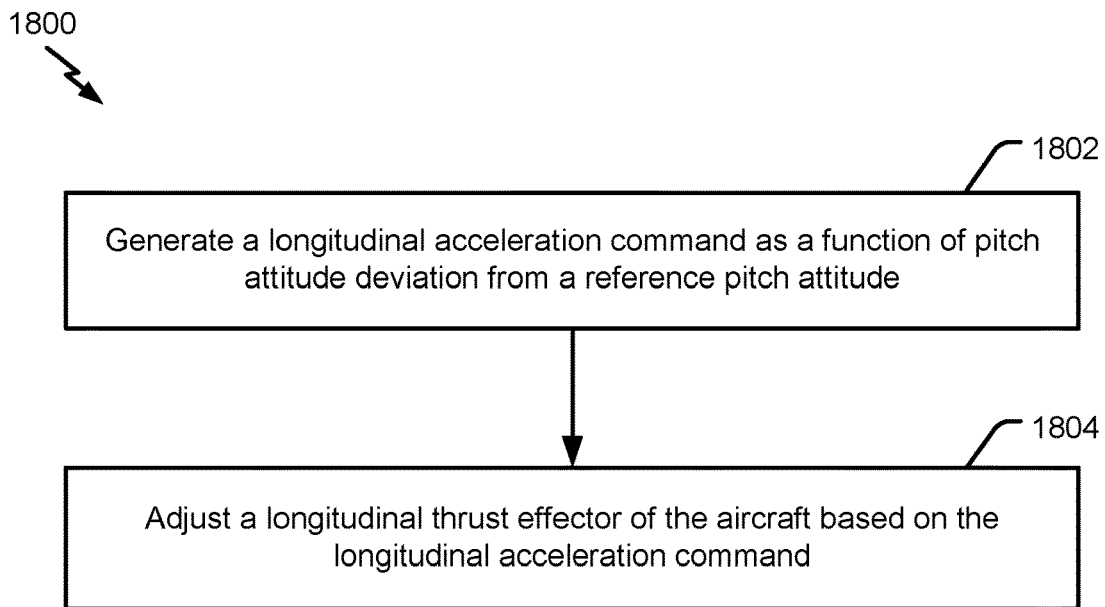 1800
1802
Generate a longitudinal acceleration command as a function of pitch
attitude deviation from a reference pitch attitude
1804
Adjust a longitudinal thrust effector of the aircraft based on the
longitudinal acceleration command